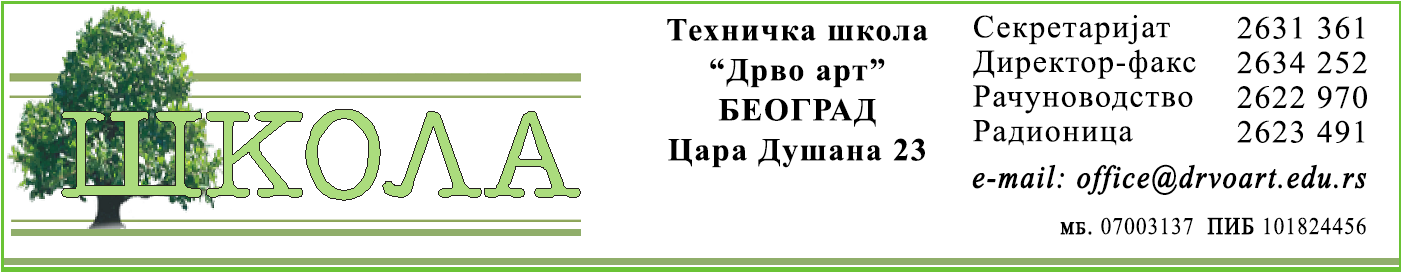 ШКОЛА
Техничка школа
“Дрво арт”
БЕОГРАД
Цара Душана 23
Секретаријат 2631 361
Директор-факс 2634 252
Рачуноводство 2622 970
Радионица 2623 491
e-mail: office@drvoart.edu.rs
мб. 07003137 ПИБ 101824456